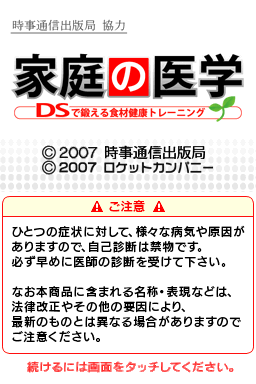 時事通信出版局 協力
家庭の医学
DSで鍛える食材健康トレーニング
©2007 時事通信出版局
©2007 ロケットカンパニー
⚠ ご注意 ⚠
ひとつの症状に対して、様々な病気や原因が
ありますので、自己診断は禁物です。
必ず早めに医師の診断を受けて下さい。
なお本商品に含まれる名称・表現などは、
法律改正やその他の要因により、
最新のものとは異なる場合がありますので
ご注意ください。
続けるには画面をタッチしてください。